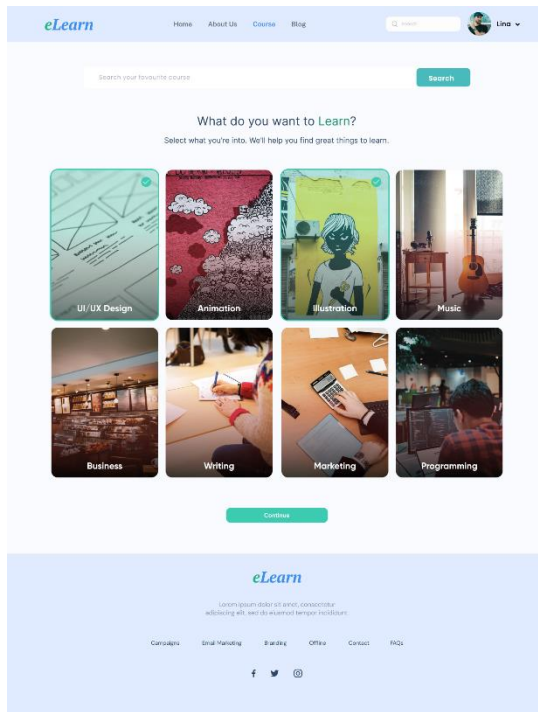 eLearn
Home About Us Course Blog
search
Lina
Search your favourite course
Search
What do you want to Learn?
Select what you're into. We'll help you find great things to learn.
UI/UX Design
Animation
Illustration
Music
Business
Writing
Marketing
Programming
Continue
eLearn
Lorem ipsum dolor sit amet, consectetur
adipiscing elit, sed do eiusmod tempor incididunt
Campaigns Email Marketing Branding Offline Contact FAQs